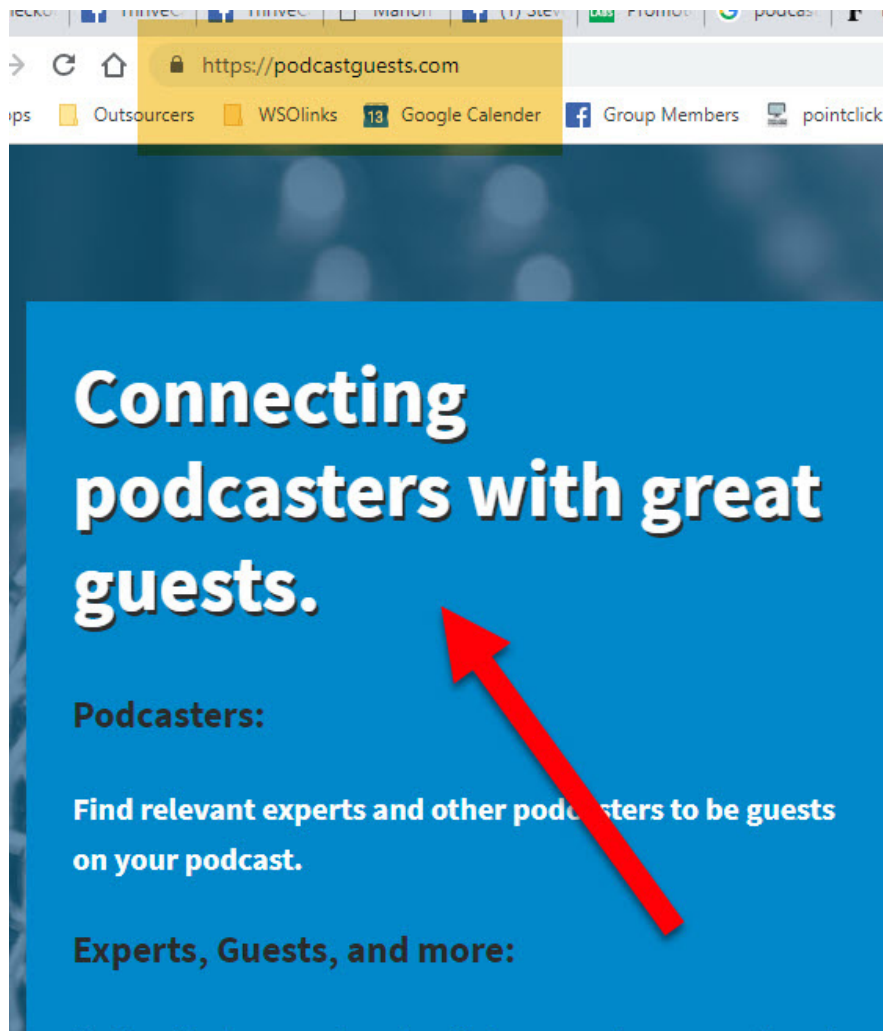 https://podcastguests.com
Outsourcers WSOlinks 13 Google Calender Group Members pointclick
Connecting
podcasters with great
guests.
Podcasters:
Find relevant experts and other podcasters to be guests
on your podcast.
Experts, Guests, and more: